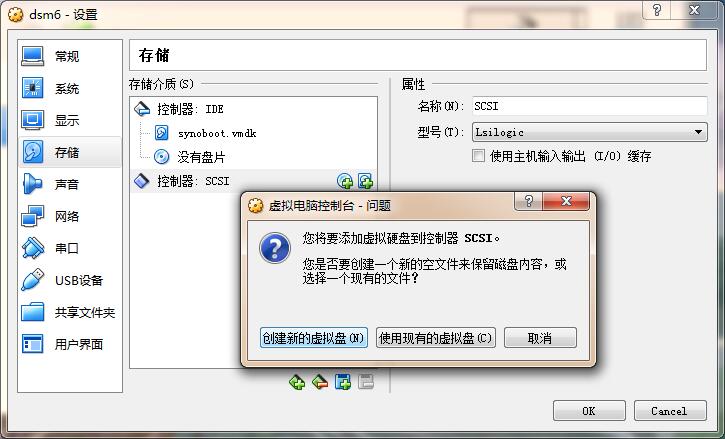 dsm6 - 设置
常规
系统
显示
存储
声音
网络
串口
USB设备
共享文件夹
用户界面
存储
存储介质(S)
控制器: IDE
synoboot.vmdk
没有盘片
控制器: SCSI
属性
名称(N): SCSI
型号(T): Lsilogic
使用主机输入输出 (I/O) 缓存
虚拟电脑控制台 - 问题
您将要添加虚拟硬盘到控制器 SCSI。
您是否要创建一个新的空文件来保留磁盘内容，或
选择一个现有的文件?
创建新的虚拟盘(N) 使用现有的虚拟盘(C) 取消
OK Cancel